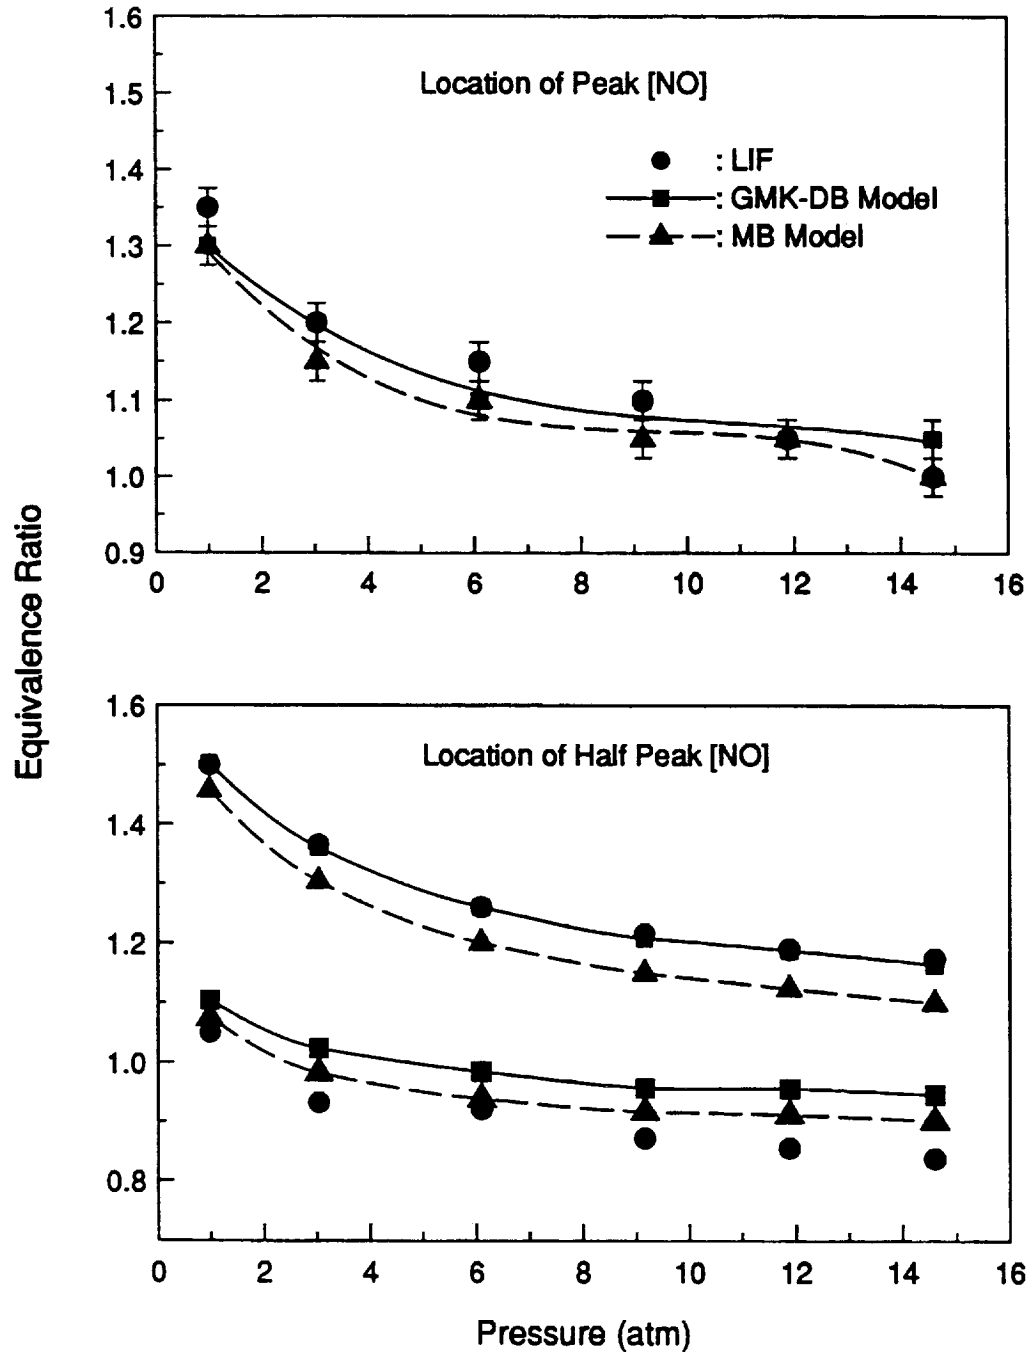 1.6
Location of Peak [NO]
1.5
: LIF
1.4
: GMK-DB Model
: MB Model
1.3
1.2
1.1
1.0
0.9
0 2 4 6 8 10 12 14 16
Equivalence Ratio
1.6
Location of Half Peak [NO]
1.4
1.2
1.0
0.8
0 2 4 6 8 10 12 14 16
Pressure (atm)